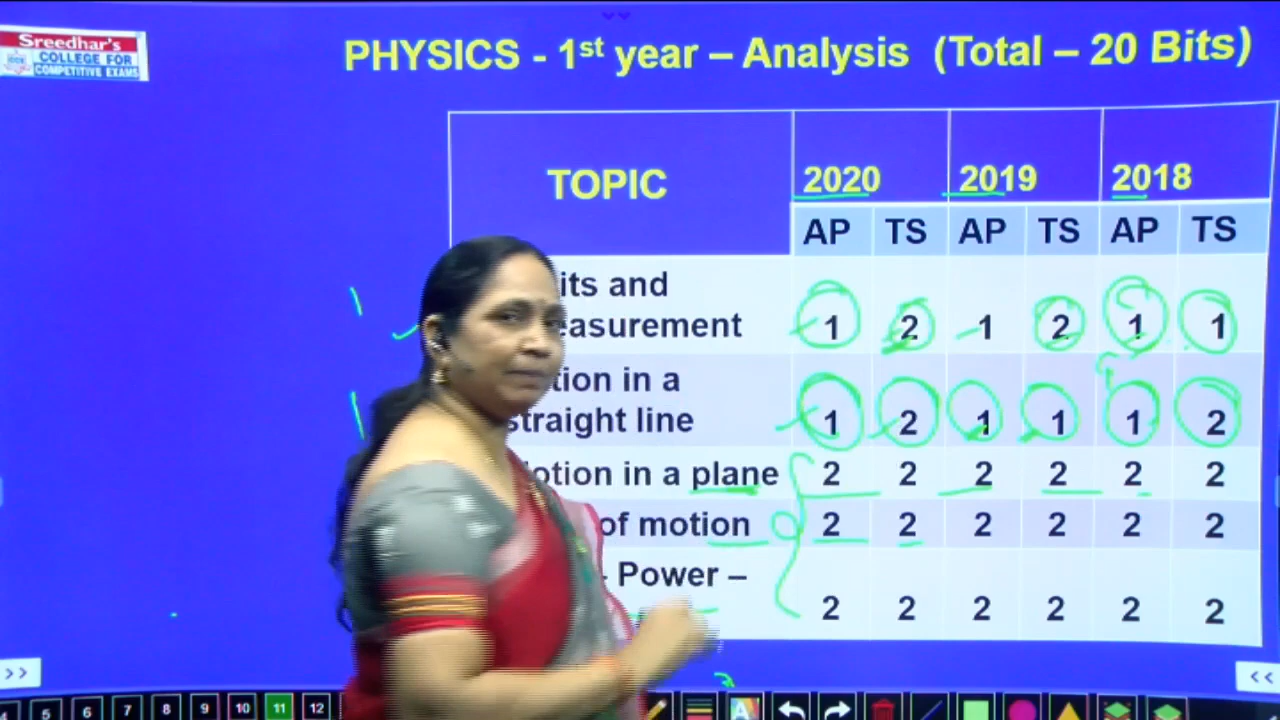 Sreedhar's
COLLEGE FOR
COMPETITIVE EXAMS
PHYSICS - 1st year – Analysis (Total – 20 Bits)
TOPIC 2020 2019 2018
AP TS AP TS AP TS
its and
easurement 1 2 1 2 1 1
tion in a
straight line 1 2 1 1 1 2
otion in a plane 2 2 2 2 2 2
of motion 2 2 2 2 2 2
- Power –
2 2 2 2 2 2
>> <<
5 6 7 8 9 10 11 12